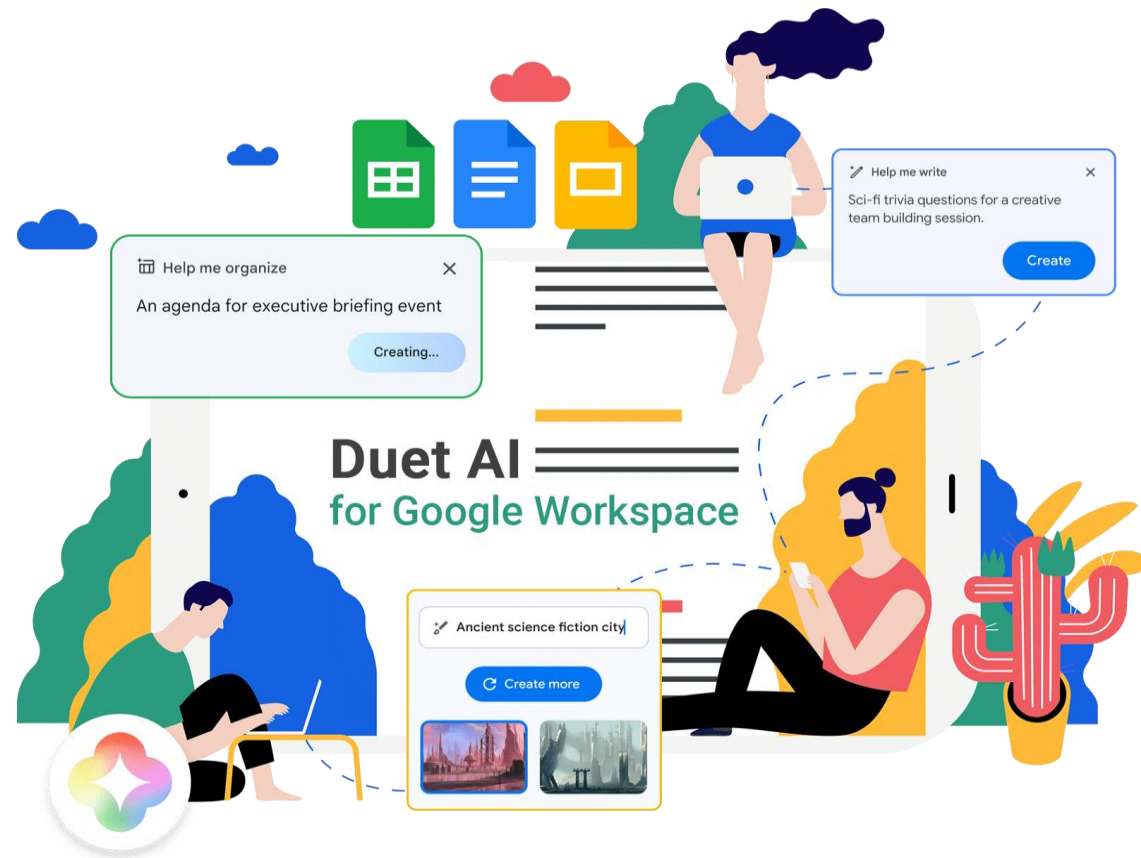 Help me write
Sci-fi trivia questions for a creative
team building session.
Create
Help me organize
An agenda for executive briefing event
Creating...
Duet AI
for Google Workspace
Ancient science fiction city
Create more